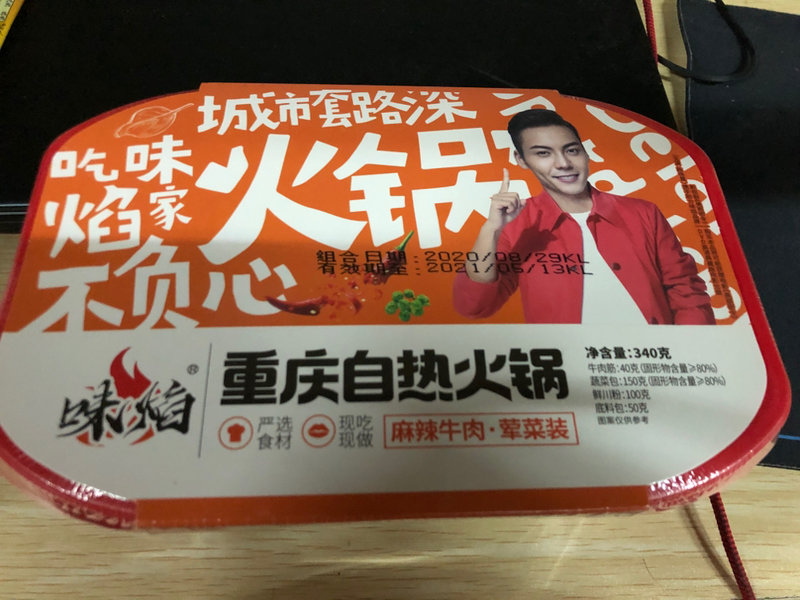 城市套路深
吃味
焰家
火锅
不负心
組合日期:2020/08/29KL
有效期至:2021/05/13KL
味焰®
重庆自热火锅
严选
食材
现吃
现做
麻辣牛肉·荤菜装
净含量:340克
牛肉筋:40克(固形物含量≥80%)
蔬菜包:150克(固形物含量≥80%)
鲜川粉:100克
底料包:50克
图案仅供参考